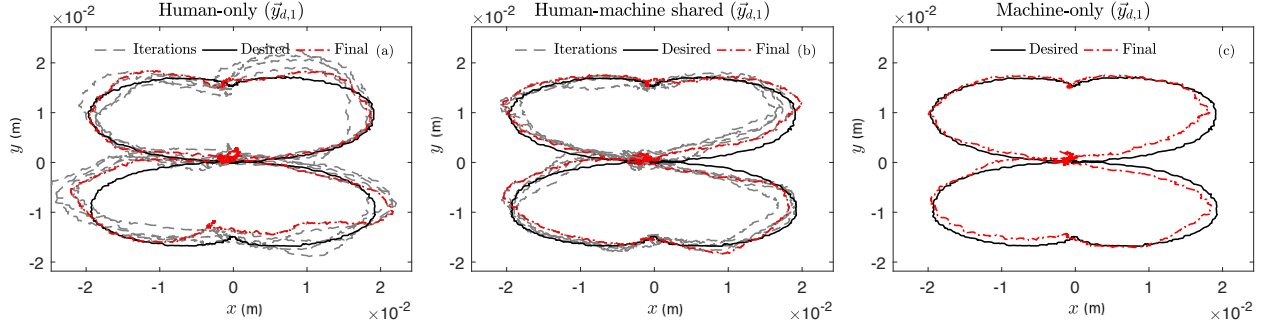 Human-only (y⃗d,1)
×10⁻²
Iterations Desired Final (a)
2
1
0
-1
-2
y (m)
-2 -1 0 1 2
x (m) ×10⁻²
Human-machine shared (y⃗d,1)
×10⁻²
Iterations Desired Final (b)
2
1
0
-1
-2
y (m)
-2 -1 0 1 2
x (m) ×10⁻²
Machine-only (y⃗d,1)
×10⁻²
Desired Final (c)
2
1
0
-1
-2
y (m)
-2 -1 0 1 2
x (m) ×10⁻²